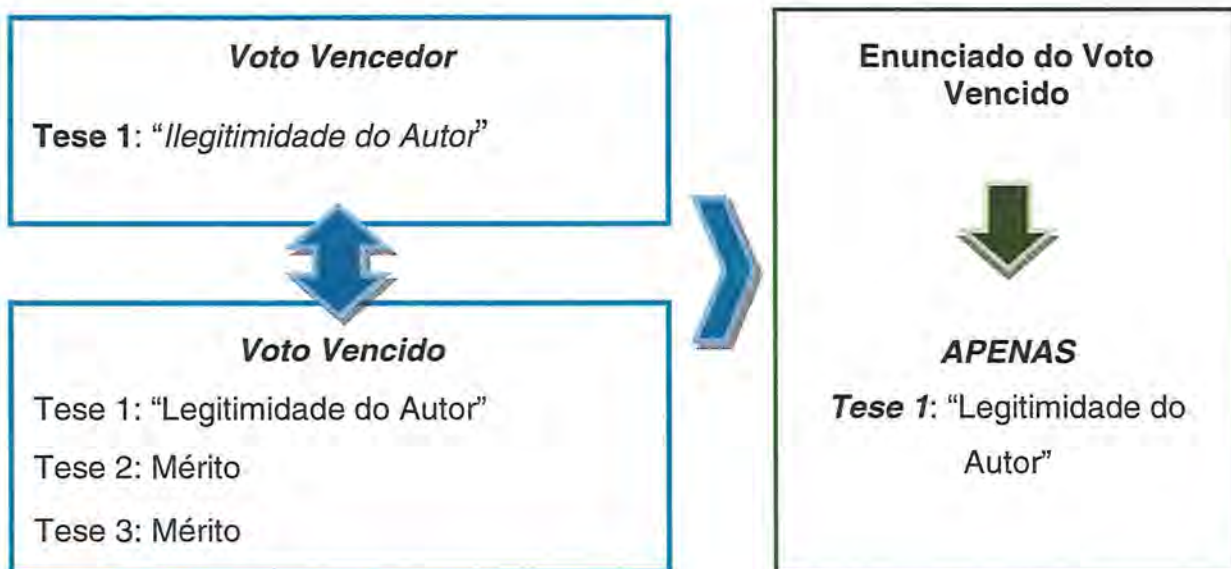 Voto Vencedor
Tese 1: “Ilegitimidade do Autor”
Voto Vencido
Tese 1: “Legitimidade do Autor”
Tese 2: Mérito
Tese 3: Mérito
Enunciado do Voto
Vencido
APENAS
Tese 1: “Legitimidade do
Autor”